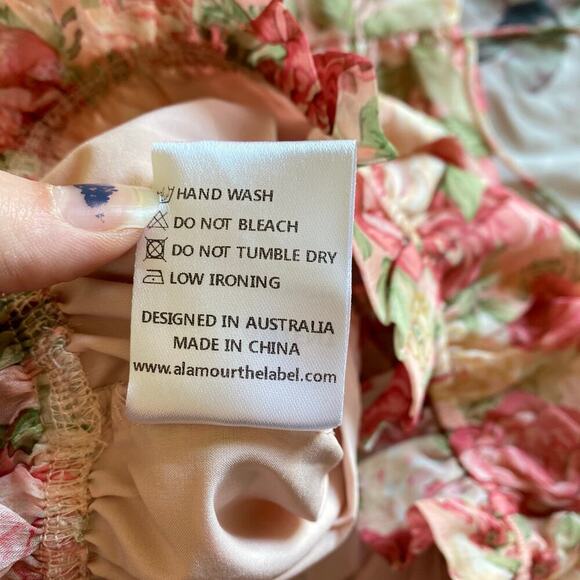 HAND WASH
DO NOT BLEACH
DO NOT TUMBLE DRY
LOW IRONING
DESIGNED IN AUSTRALIA
MADE IN CHINA
www.alamourthelabel.com